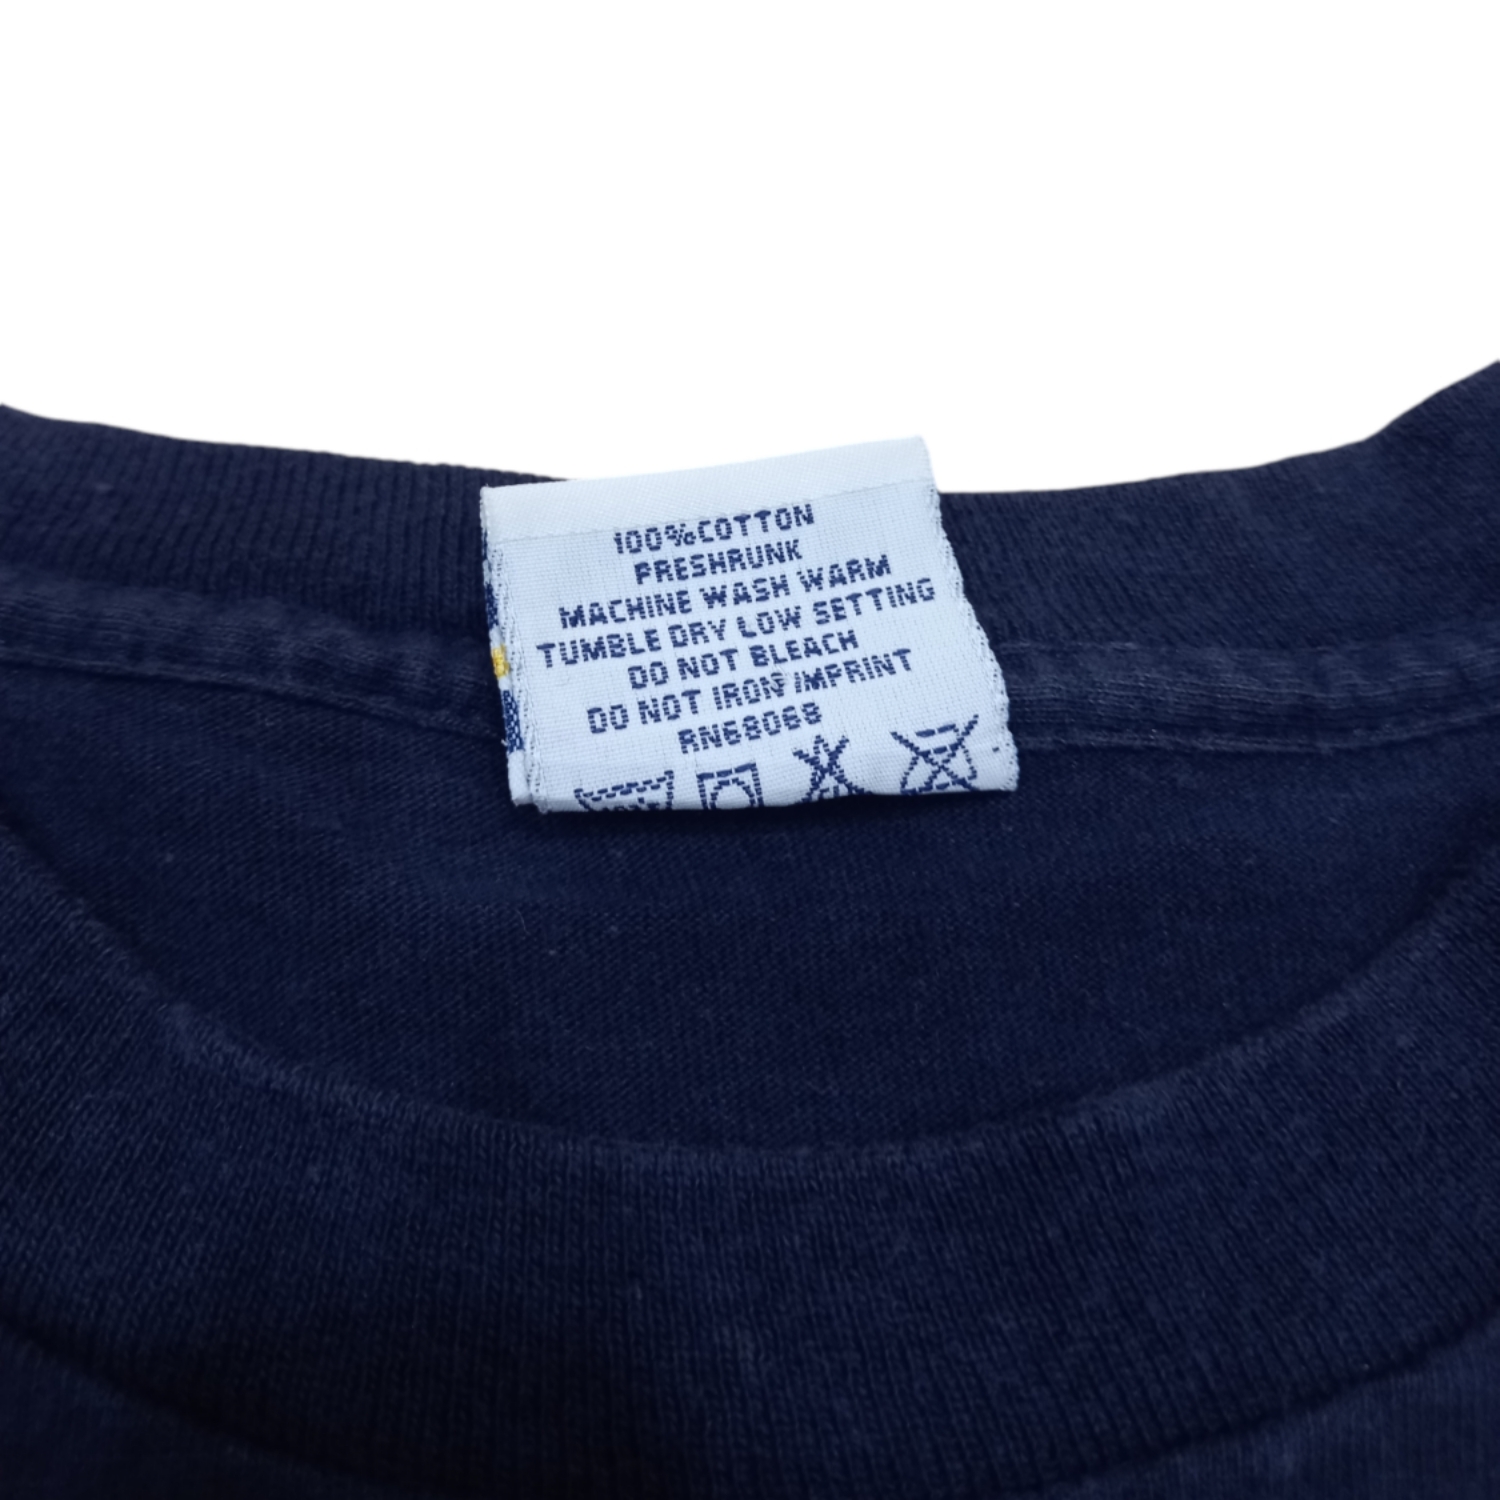 100%COTTON
PRESHRUNK
MACHINE WASH WARM
TUMBLE DRY LOW SETTING
DO NOT BLEACH
DO NOT IRON IMPRINT
RN68068